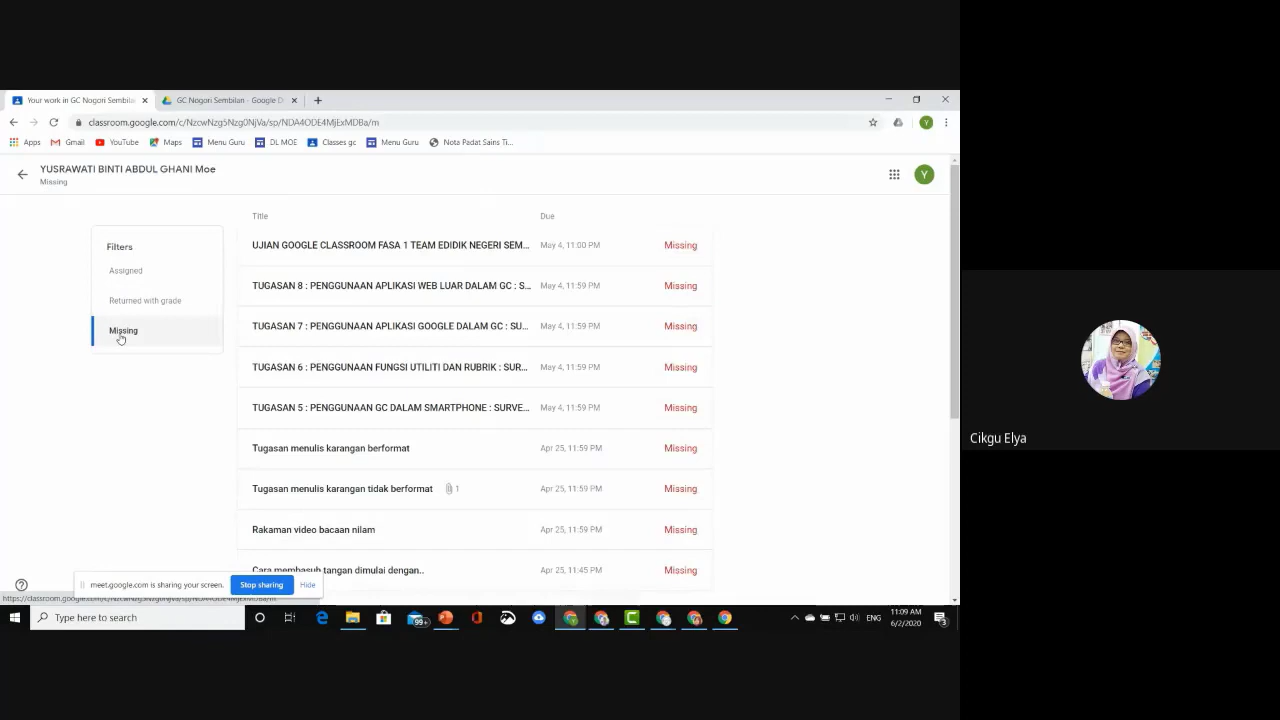 Your work in GC Nogori Sembila
GC Nogori Sembilan - Google D
classroom.google.com/c/NzcwNzg5Nzg0NjVa/sp/NDA4ODE4MjExMDBa/m
Apps Gmail YouTube Maps Menu Guru DL MOE Classes gc Menu Guru Nota Padat Sains Ti...
YUSRAWATI BINTI ABDUL GHANI Moe
Missing
Y
Filters
Assigned
Returned with grade
Missing
Title Due
UJIAN GOOGLE CLASSROOM FASA 1 TEAM EDIDIK NEGERI SEM... May 4, 11:00 PM Missing
TUGASAN 8 : PENGGUNAAN APLIKASI WEB LUAR DALAM GC : S... May 4, 11:59 PM Missing
TUGASAN 7 : PENGGUNAAN APLIKASI GOOGLE DALAM GC : SU... May 4, 11:59 PM Missing
TUGASAN 6 : PENGGUNAAN FUNGSI UTILITI DAN RUBRIK : SUR... May 4, 11:59 PM Missing
TUGASAN 5 : PENGGUNAAN GC DALAM SMARTPHONE : SURVE... May 4, 11:59 PM Missing
Tugasan menulis karangan berformat Apr 25, 11:59 PM Missing
Tugasan menulis karangan tidak berformat 1 Apr 25, 11:59 PM Missing
Rakaman video bacaan nilam Apr 25, 11:59 PM Missing
Cara membasuh tangan dimulai dengan.. Apr 25, 11:45 PM Missing
meet.google.com is sharing your screen. Stop sharing Hide
Type here to search
99+
ENG
11:09 AM
6/2/2020
3
Cikgu Elya